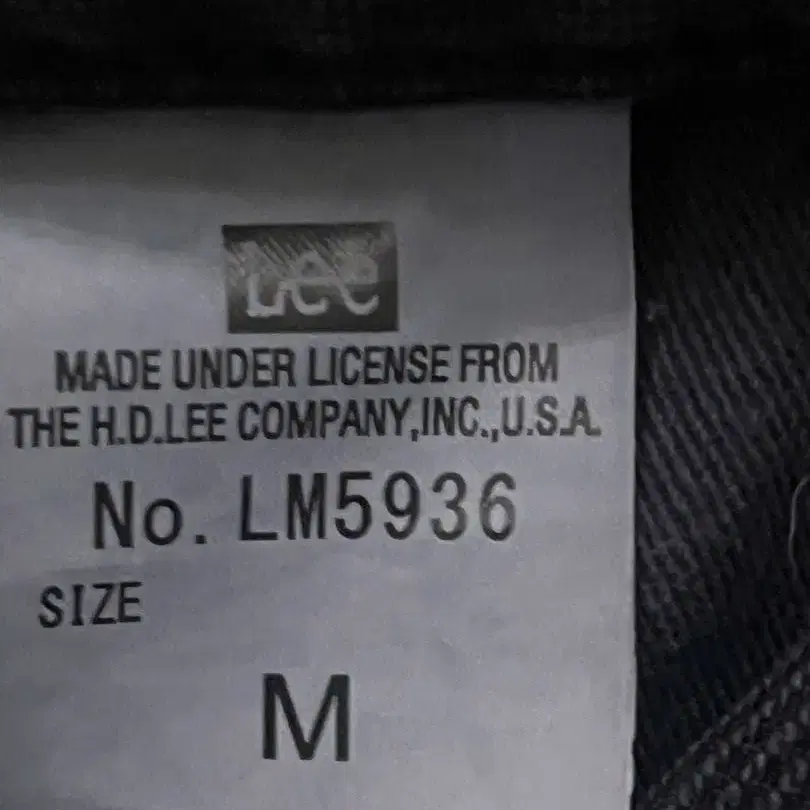 Lee
MADE UNDER LICENSE FROM
THE H.D.LEE COMPANY,INC.,U.S.A.
No. LM5936
SIZE
M